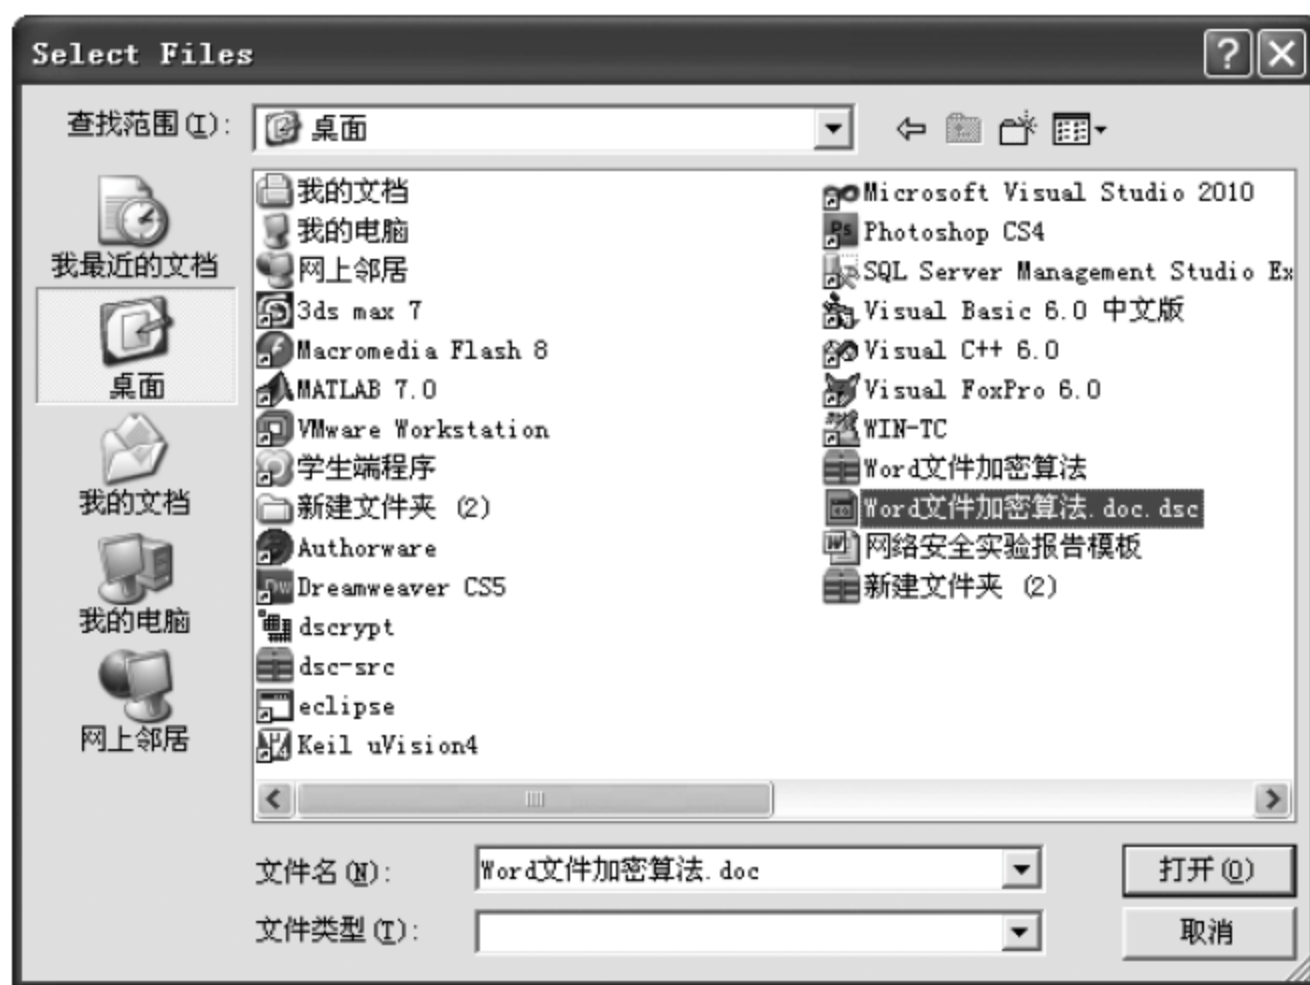 Select Files
查找范围(I):
桌面
我最近的文档
桌面
我的文档
我的电脑
网上邻居
我的文档
我的电脑
网上邻居
3ds max 7
Macromedia Flash 8
MATLAB 7.0
VMware Workstation
学生端程序
新建文件夹 (2)
Authorware
Dreamweaver CS5
dscrypt
dsc-src
eclipse
Keil uVision4
Microsoft Visual Studio 2010
Photoshop CS4
SQL Server Management Studio Ex
Visual Basic 6.0 中文版
Visual C++ 6.0
Visual FoxPro 6.0
WIN-TC
Word文件加密算法
Word文件加密算法.doc.dsc
网络安全实验报告模板
新建文件夹 (2)
文件名(N):
Word文件加密算法.doc
打开(O)
文件类型(T):
取消